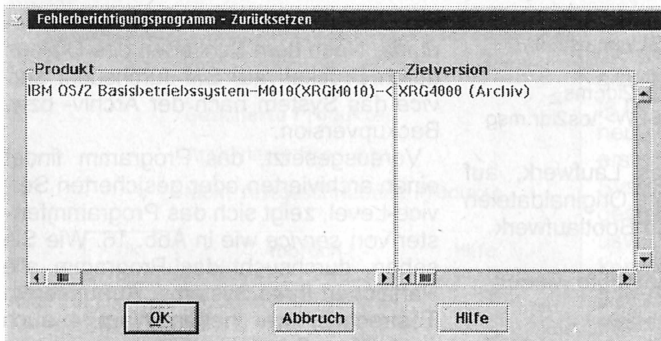 Fehlerberichtigungsprogramm - Zurücksetzen
Produkt
Zielversion
IBM OS/2 Basisbetriebssystem-M010(XRGM010)-<
XRG4000 (Archiv)
OK
Abbruch
Hilfe